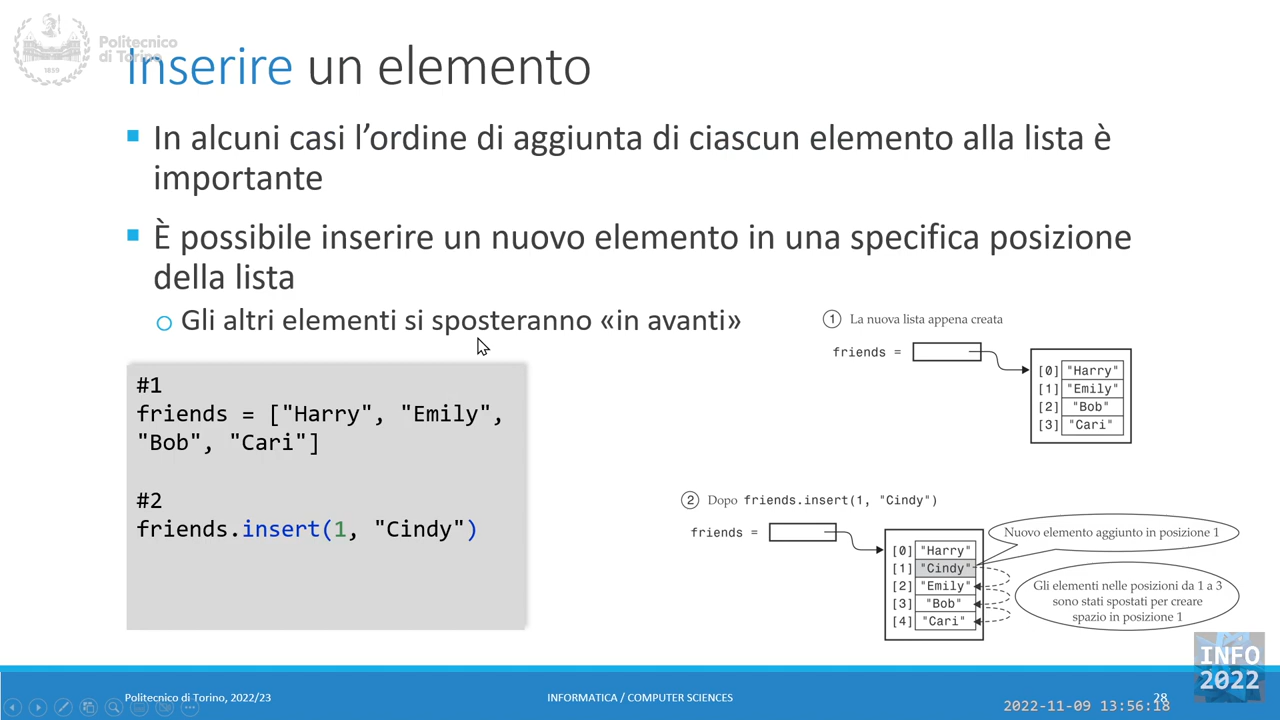 Politecnico
di Torino
1859
Inserire un elemento
In alcuni casi l’ordine di aggiunta di ciascun elemento alla lista è
importante
È possibile inserire un nuovo elemento in una specifica posizione
della lista
Gli altri elementi si sposteranno «in avanti»
#1
friends = ["Harry", "Emily",
"Bob", "Cari"]
#2
friends.insert(1, "Cindy")
1 La nuova lista appena creata
friends =
[0] "Harry"
[1] "Emily"
[2] "Bob"
[3] "Cari"
2 Dopo friends.insert(1, "Cindy")
friends =
[0] "Harry"
[1] "Cindy"
[2] "Emily"
[3] "Bob"
[4] "Cari"
Nuovo elemento aggiunto in posizione 1
Gli elementi nelle posizioni da 1 a 3
sono stati spostati per creare
spazio in posizione 1
INFO
2022
Politecnico di Torino, 2022/23
INFORMATICA / COMPUTER SCIENCES
28
2022-11-09 13:56:18